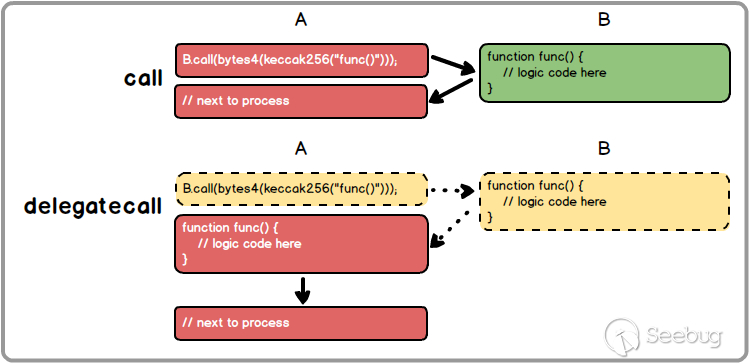 A
B
call
B.call(bytes4(keccak256("func()")));
function func() {
// logic code here
}
// next to process
A
B
delegatecall
B.call(bytes4(keccak256("func()")));
function func() {
// logic code here
}
function func() {
// logic code here
}
// next to process
Seebug